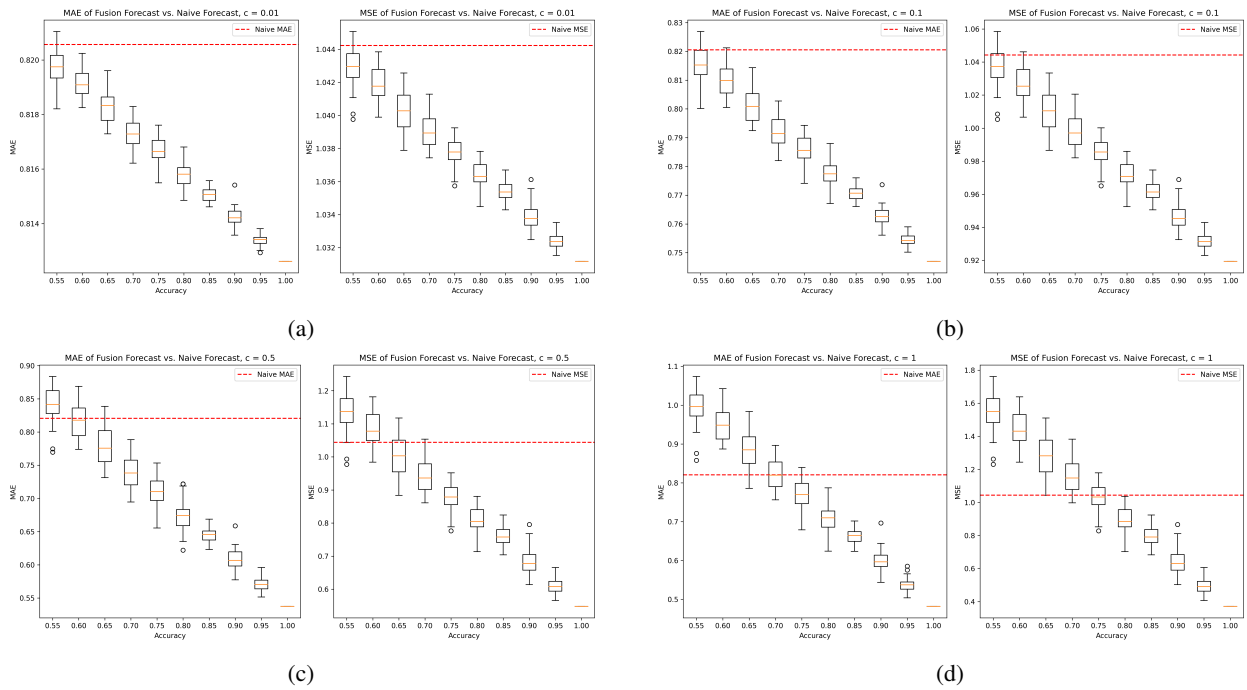 MAE of Fusion Forecast vs. Naive Forecast, c = 0.01
Naive MAE
MAE
0.820
0.818
0.816
0.814
0.55 0.60 0.65 0.70 0.75 0.80 0.85 0.90 0.95 1.00
Accuracy
MSE of Fusion Forecast vs. Naive Forecast, c = 0.01
Naive MSE
MSE
1.044
1.042
1.040
1.038
1.036
1.034
1.032
0.55 0.60 0.65 0.70 0.75 0.80 0.85 0.90 0.95 1.00
Accuracy
(a)
MAE of Fusion Forecast vs. Naive Forecast, c = 0.1
Naive MAE
MAE
0.83
0.82
0.81
0.80
0.79
0.78
0.77
0.76
0.75
0.55 0.60 0.65 0.70 0.75 0.80 0.85 0.90 0.95 1.00
Accuracy
MSE of Fusion Forecast vs. Naive Forecast, c = 0.1
Naive MSE
MSE
1.06
1.04
1.02
1.00
0.98
0.96
0.94
0.92
0.55 0.60 0.65 0.70 0.75 0.80 0.85 0.90 0.95 1.00
Accuracy
(b)
MAE of Fusion Forecast vs. Naive Forecast, c = 0.5
Naive MAE
MAE
0.90
0.85
0.80
0.75
0.70
0.65
0.60
0.55
0.55 0.60 0.65 0.70 0.75 0.80 0.85 0.90 0.95 1.00
Accuracy
MSE of Fusion Forecast vs. Naive Forecast, c = 0.5
Naive MSE
MSE
1.2
1.1
1.0
0.9
0.8
0.7
0.6
0.55 0.60 0.65 0.70 0.75 0.80 0.85 0.90 0.95 1.00
Accuracy
(c)
MAE of Fusion Forecast vs. Naive Forecast, c = 1
Naive MAE
MAE
1.1
1.0
0.9
0.8
0.7
0.6
0.5
0.55 0.60 0.65 0.70 0.75 0.80 0.85 0.90 0.95 1.00
Accuracy
MSE of Fusion Forecast vs. Naive Forecast, c = 1
Naive MSE
MSE
1.8
1.6
1.4
1.2
1.0
0.8
0.6
0.4
0.55 0.60 0.65 0.70 0.75 0.80 0.85 0.90 0.95 1.00
Accuracy
(d)